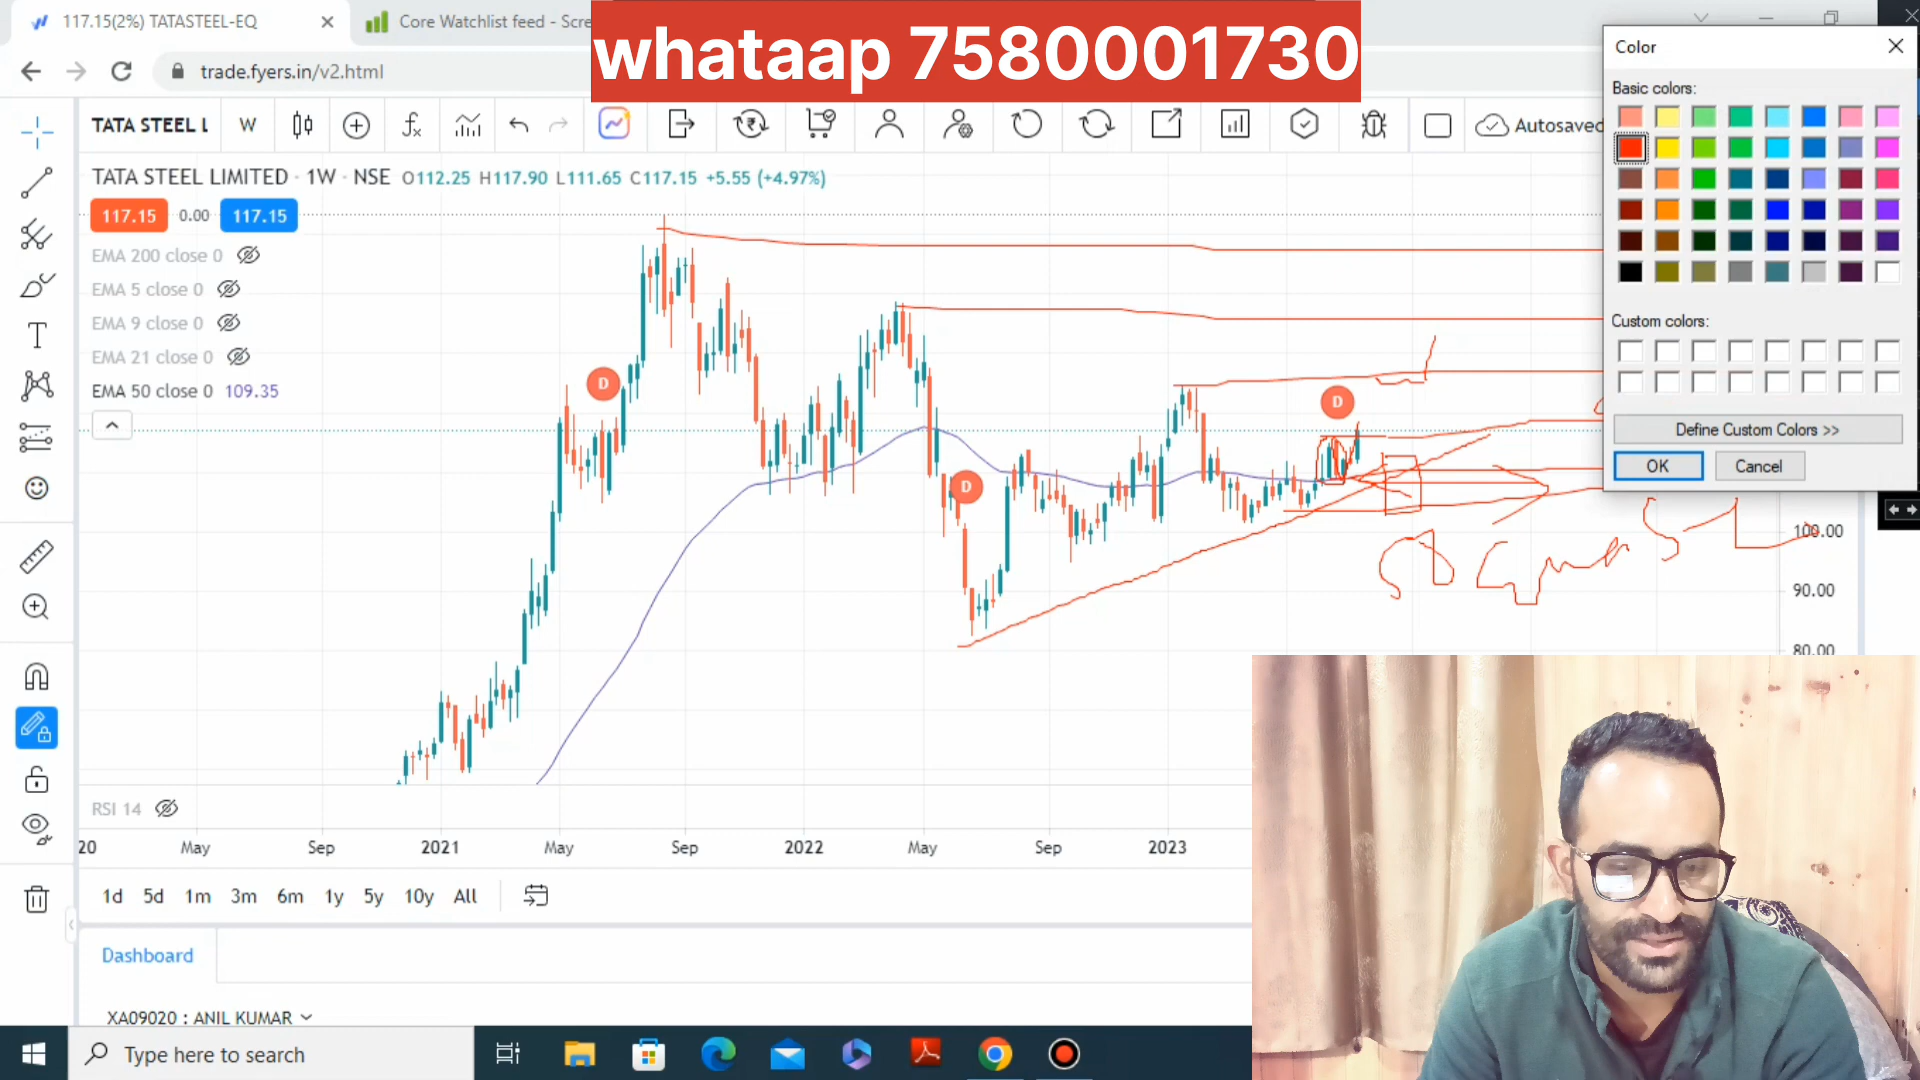 117.15(2%) TATASTEEL-EQ
Core Watchlist feed - Scre
whataap 7580001730
trade.fyers.in/v2.html
TATA STEEL L
W
Autosaved
TATA STEEL LIMITED · 1W · NSE O112.25 H117.90 L111.65 C117.15 +5.55 (+4.97%)
117.15 0.00 117.15
EMA 200 close 0
EMA 5 close 0
EMA 9 close 0
EMA 21 close 0
EMA 50 close 0 109.35
D
D
D
Color
Basic colors:
Custom colors:
Define Custom Colors >>
OK Cancel
100.00
90.00
80.00
RSI 14
20 May Sep 2021 May Sep 2022 May Sep 2023
1d 5d 1m 3m 6m 1y 5y 10y All
Dashboard
XA09020 : ANIL KUMAR
Type here to search